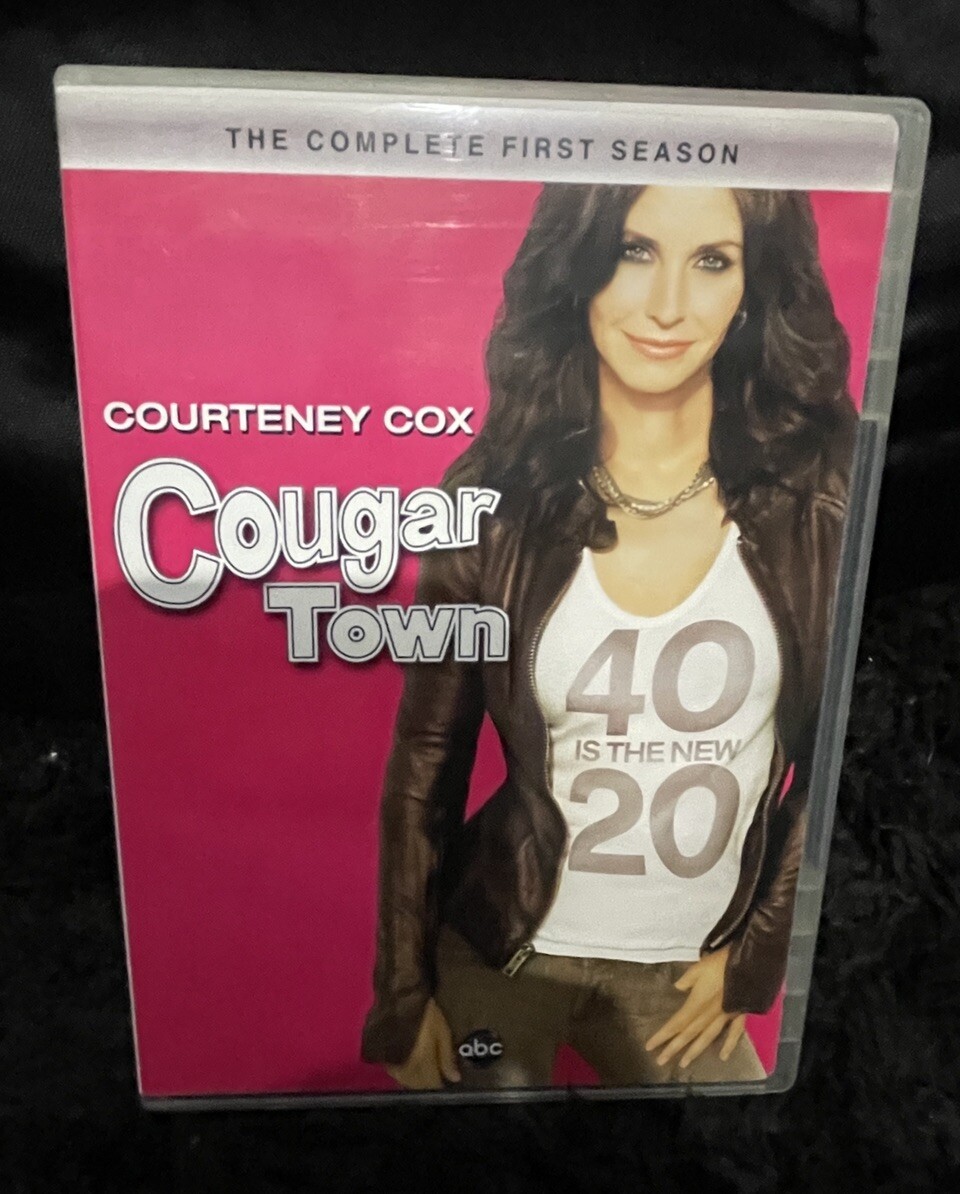 THE COMPLETE FIRST SEASON
COURTENEY COX
Cougar
Town
40
IS THE NEW
20
abc